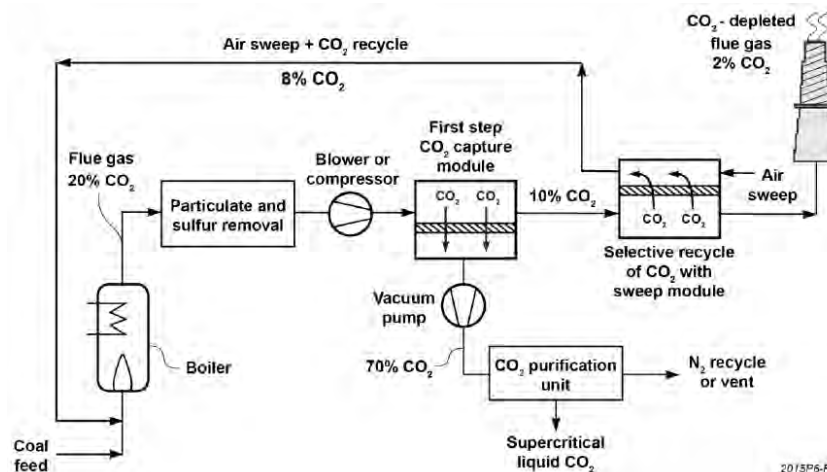 CO₂ - depleted
flue gas
2% CO₂
Air sweep + CO₂ recycle
8% CO₂
First step
CO₂ capture
module
Flue gas
20% CO₂
Blower or
compressor
Particulate and
sulfur removal
CO₂ CO₂
10% CO₂
CO₂ CO₂
Air
sweep
Selective recycle
of CO₂ with
sweep module
Vacuum
pump
Boiler
70% CO₂
CO₂ purification
unit
N₂ recycle
or vent
Coal
feed
Supercritical
liquid CO₂